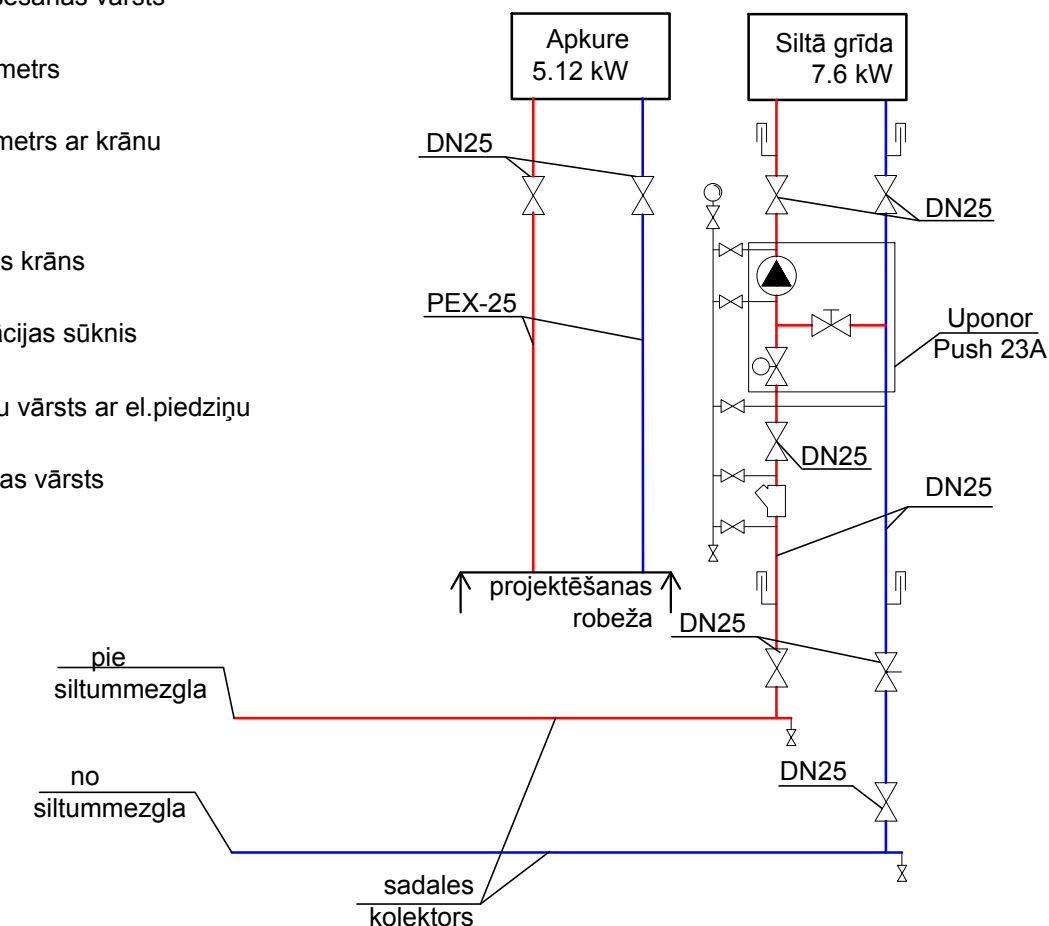 metrs
metrs ar krānu
s krāns
cijas sūknis
u vārsts ar el.piedziņu
as vārsts
Apkure
5.12 kW
Siltā grīda
7.6 kW
DN25
DN25
PEX-25
Uponor
Push 23A
DN25
DN25
projektēšanas
robeža
DN25
pie
siltummezgla
no
siltummezgla
DN25
sadales
kolektors